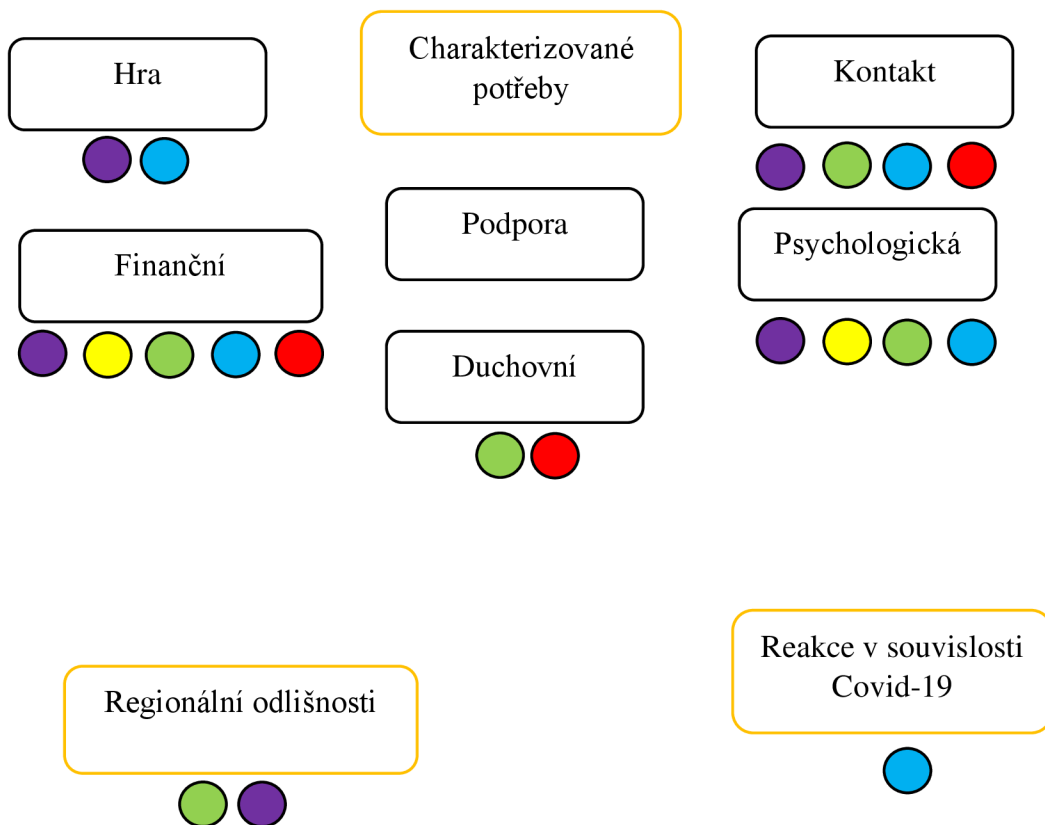 Hra
Charakterizované
potřeby
Kontakt
Finanční
Podpora
Psychologická
Duchovní
Regionální odlišnosti
Reakce v souvislosti
Covid-19